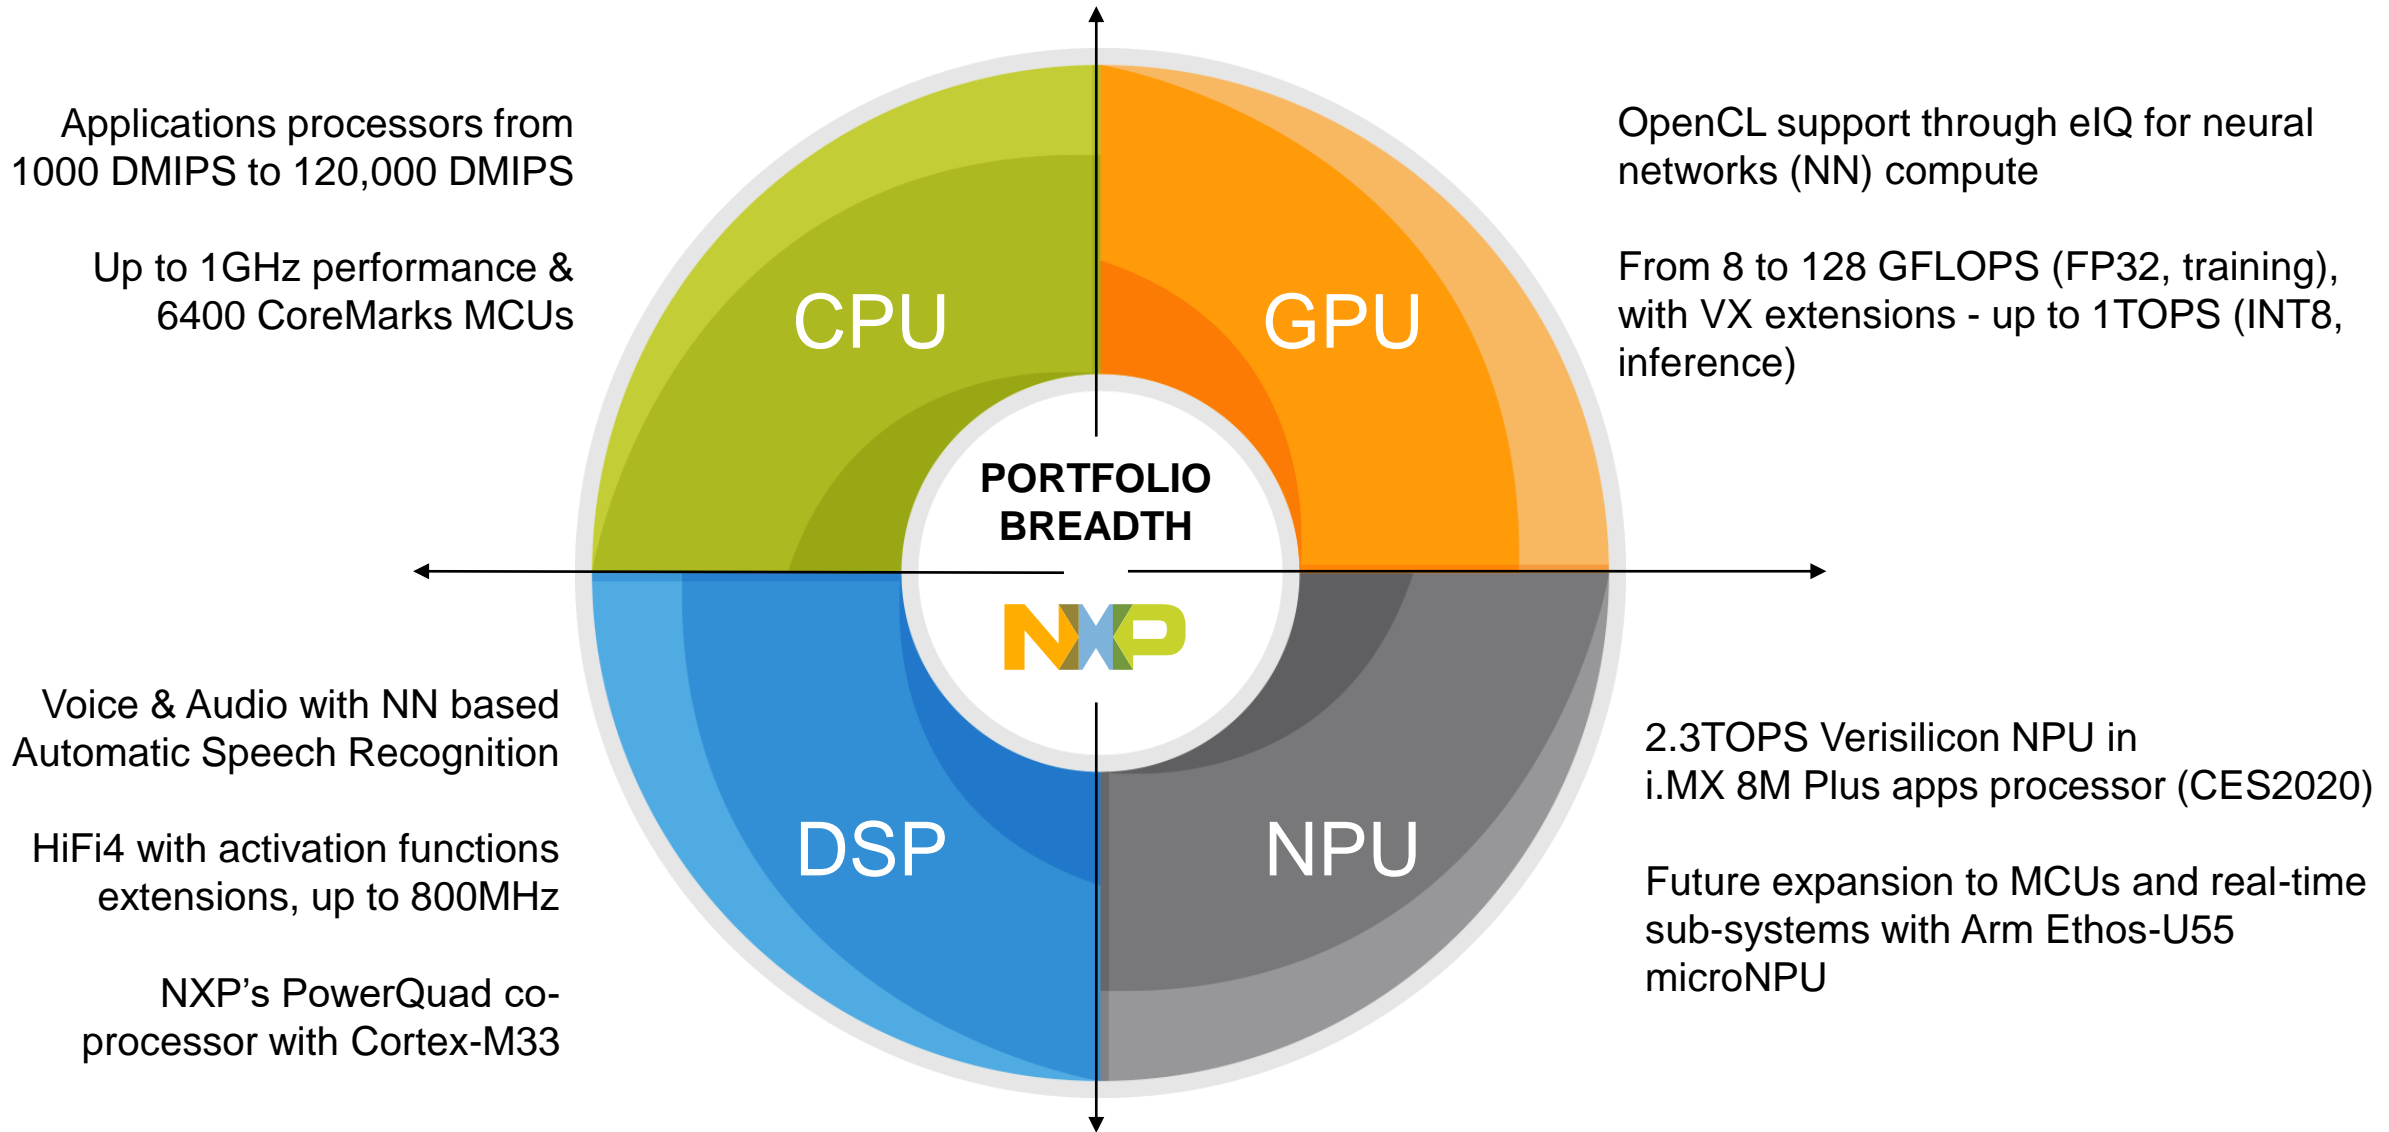 Applications processors from
1000 DMIPS to 120,000 DMIPS
Up to 1GHz performance &
6400 CoreMarks MCUs
CPU
GPU
OpenCL support through eIQ for neural
networks (NN) compute
From 8 to 128 GFLOPS (FP32, training),
with VX extensions - up to 1TOPS (INT8,
inference)
PORTFOLIO
BREADTH
NXP
Voice & Audio with NN based
Automatic Speech Recognition
HiFi4 with activation functions
extensions, up to 800MHz
NXP’s PowerQuad co-
processor with Cortex-M33
DSP
NPU
2.3TOPS Verisilicon NPU in
i.MX 8M Plus apps processor (CES2020)
Future expansion to MCUs and real-time
sub-systems with Arm Ethos-U55
microNPU